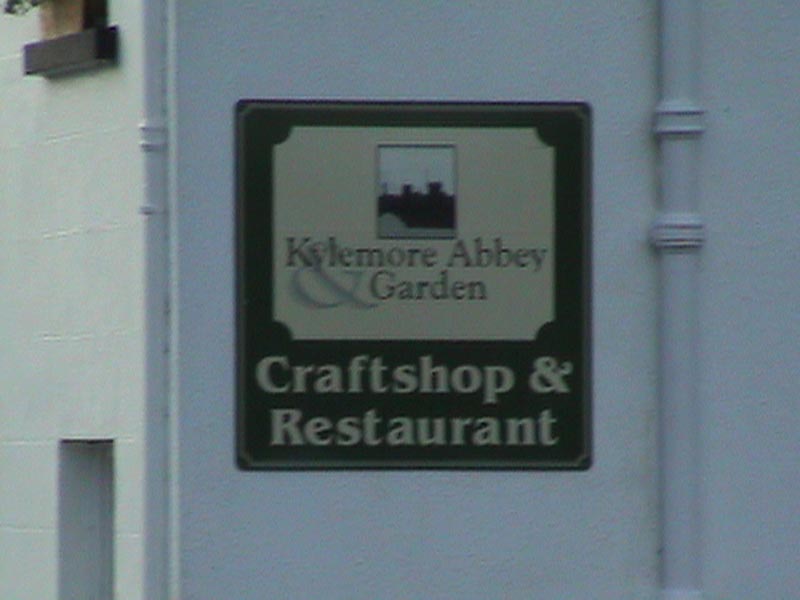 Kylemore Abbey
& Garden
Craftshop &
Restaurant